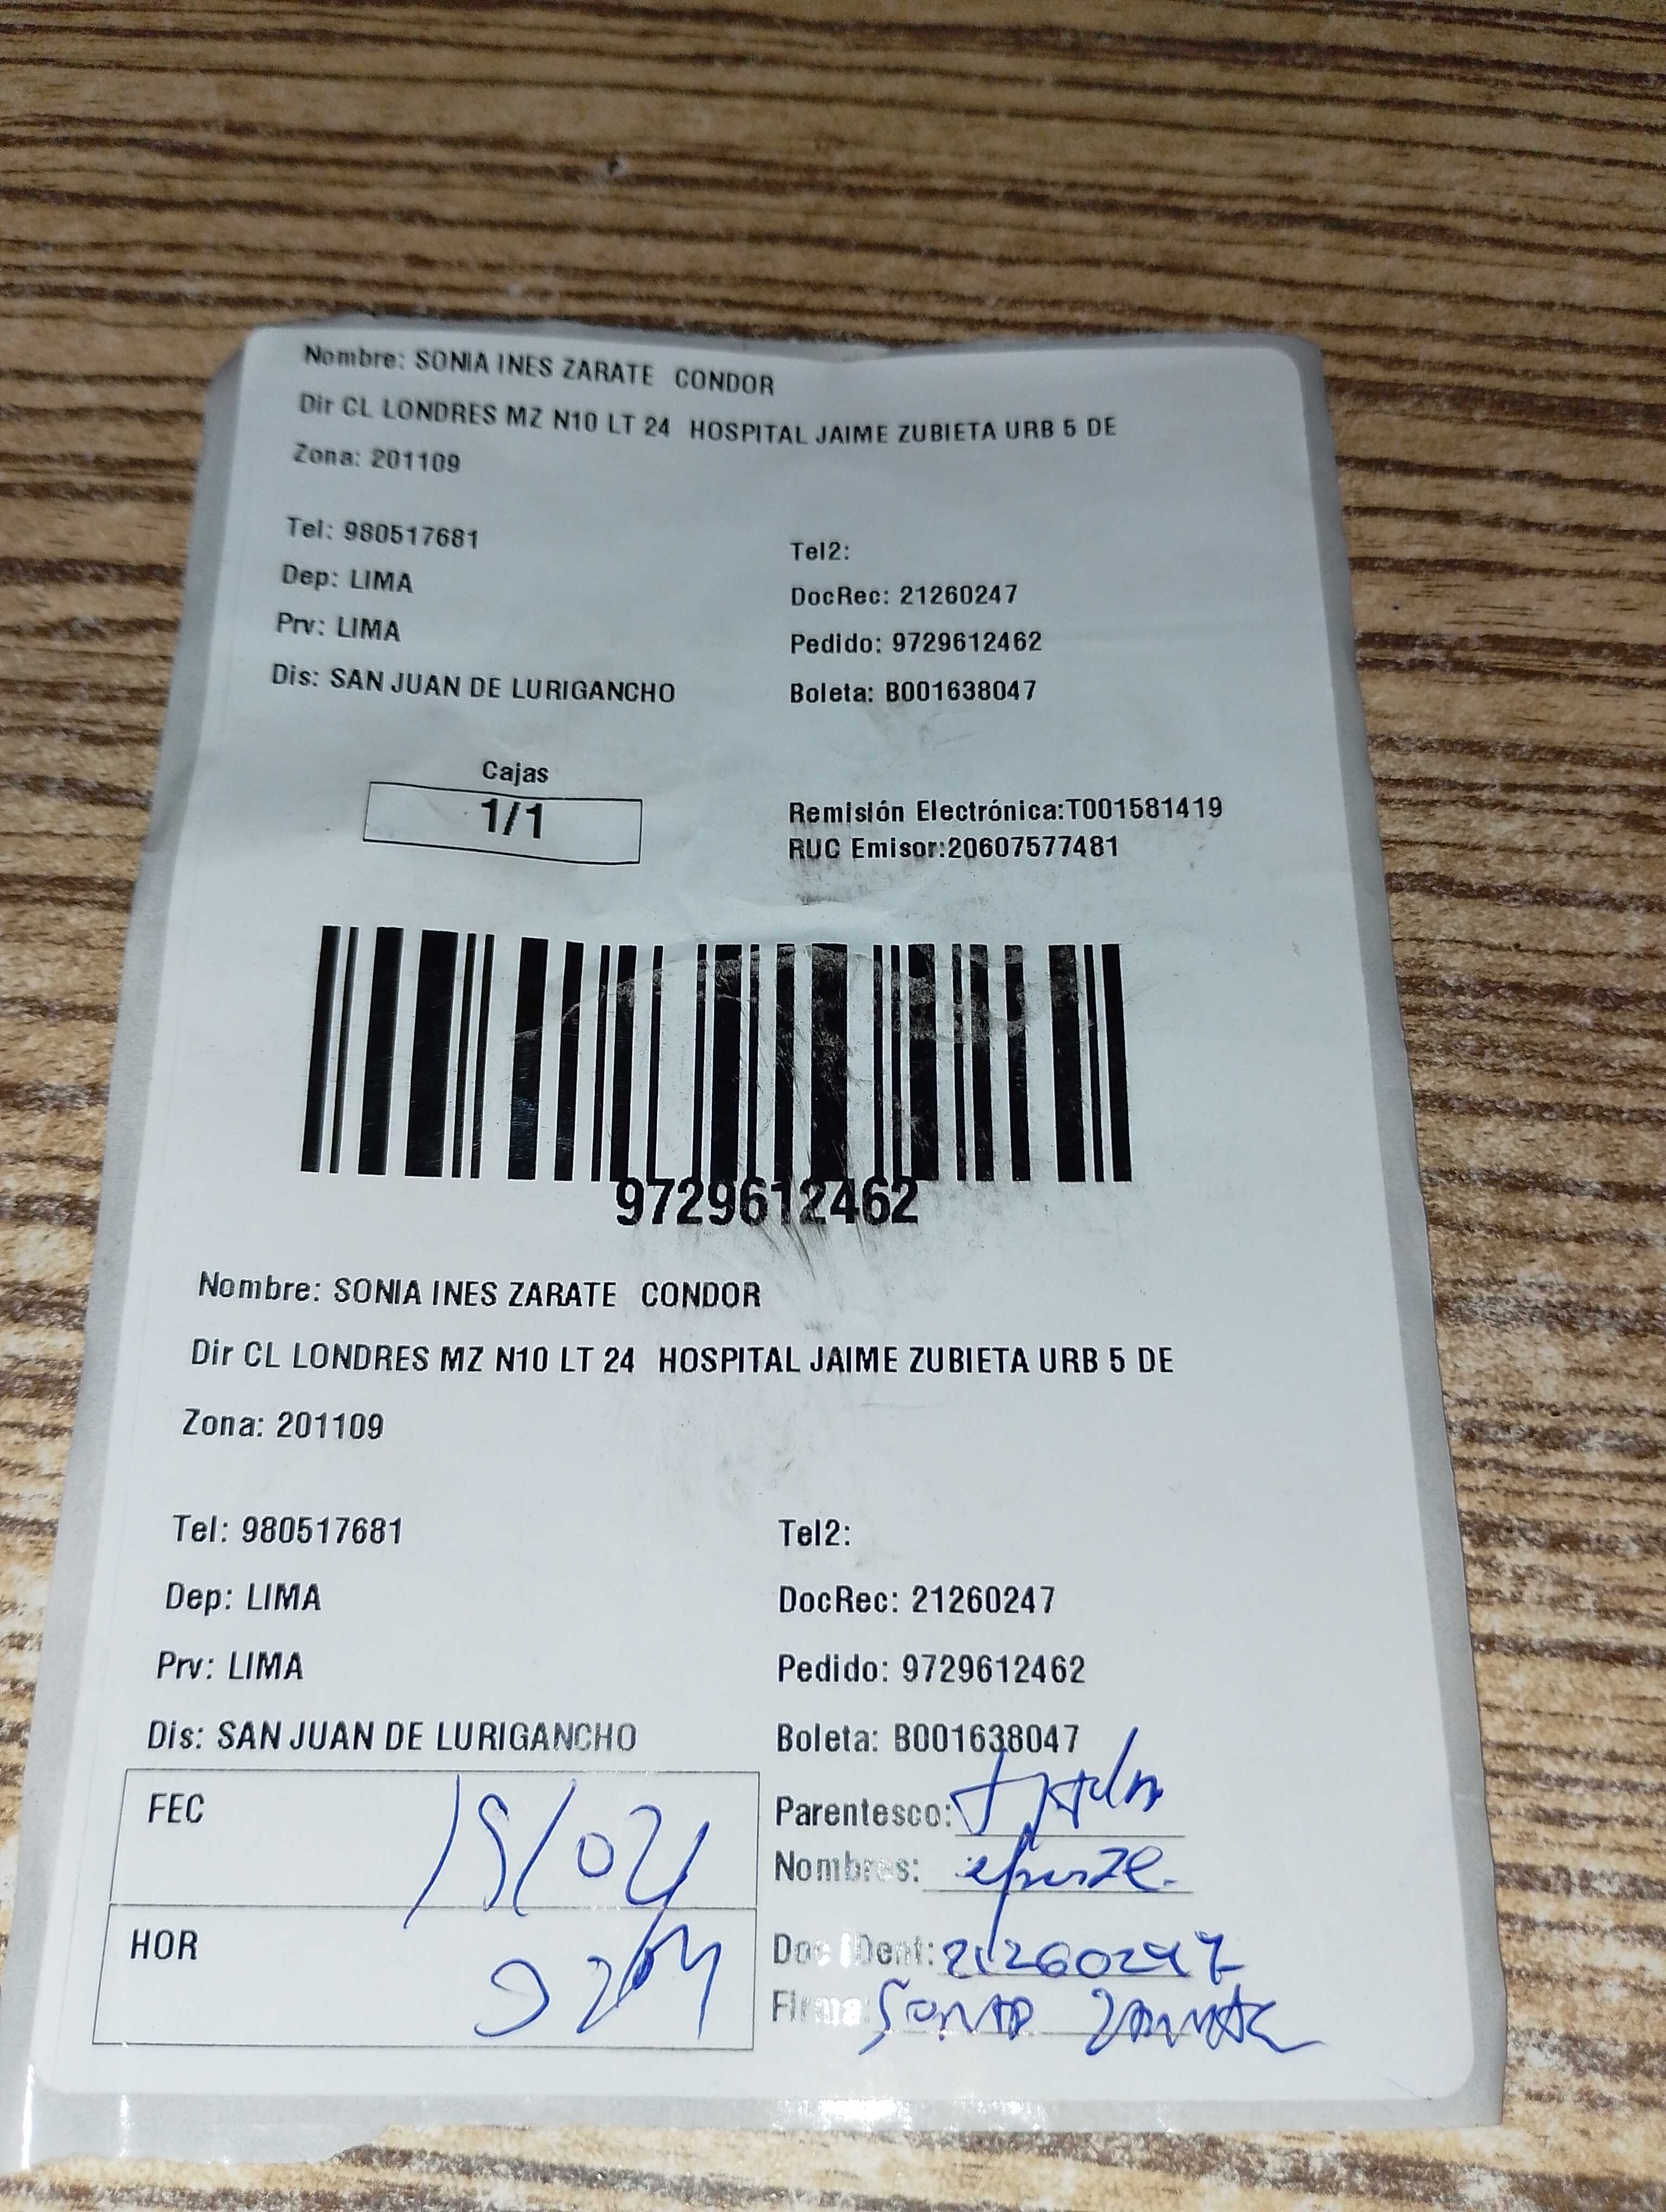 Nombre: SONIA INES ZARATE CONDOR
Dir CL LONDRES MZ N10 LT 24 HOSPITAL JAIME ZUBIETA URB 5 DE
Zona: 201109
Tel: 980517681 Tel2:
Dep: LIMA DocRec: 21260247
Prv: LIMA Pedido: 9729612462
Dis: SAN JUAN DE LURIGANCHO Boleta: B001638047
Cajas
1/1
Remisión Electrónica:T001581419
RUC Emisor:20607577481
9729612462
Nombre: SONIA INES ZARATE CONDOR
Dir CL LONDRES MZ N10 LT 24 HOSPITAL JAIME ZUBIETA URB 5 DE
Zona: 201109
Tel: 980517681 Tel2:
Dep: LIMA DocRec: 21260247
Prv: LIMA Pedido: 9729612462
Dis: SAN JUAN DE LURIGANCHO Boleta: B001638047
FEC 15/04
Parentesco:
Nombres:
HOR
Doc iDent: 21260247
Firma: